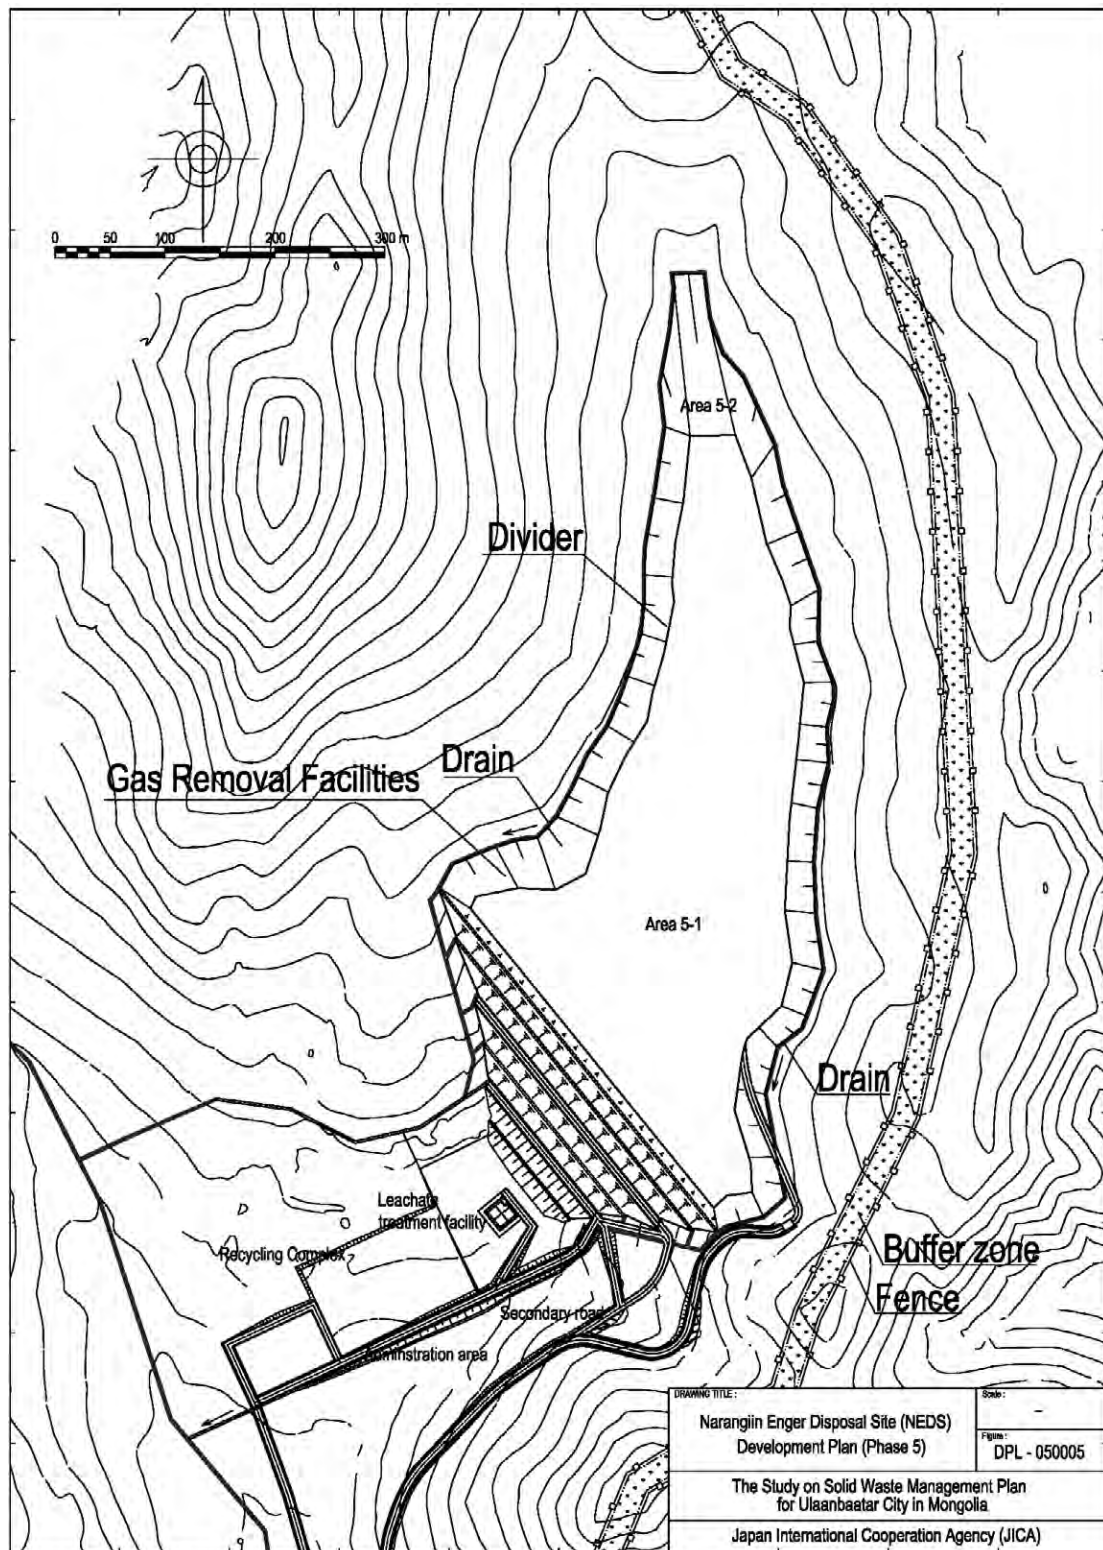 0 50 100 200 300 m
Area 5-2
Divider
Drain
Gas Removal Facilities
Area 5-1
Drain
Leachate
treatment facility
Recycling Complex
Buffer zone
Fence
Secondary road
Administration area
DRAWING TITLE :
Scale :
Narangiin Enger Disposal Site (NEDS)
-
Development Plan (Phase 5)
Figure :
DPL - 050005
The Study on Solid Waste Management Plan
for Ulaanbaatar City in Mongolia
Japan International Cooperation Agency (JICA)